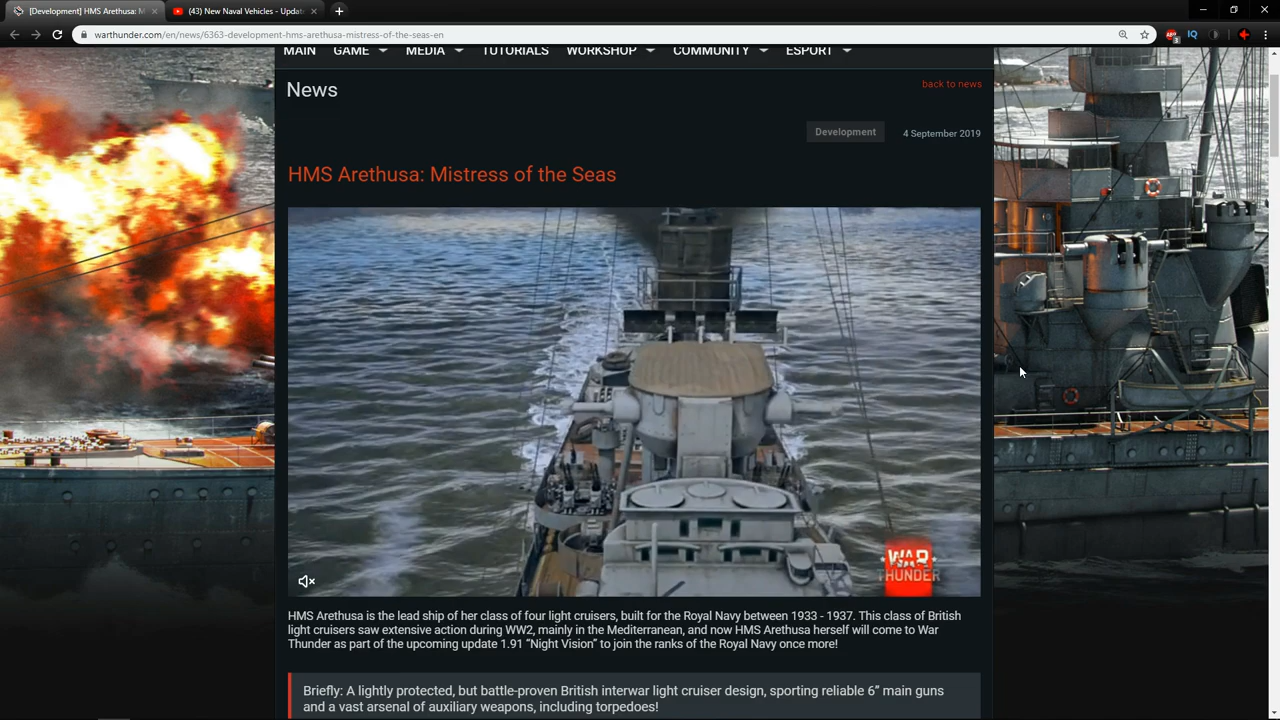 [Development] HMS Arethusa: M
(43) New Naval Vehicles - Updat
warthunder.com/en/news/6363-development-hms-arethusa-mistress-of-the-seas-en
ABP
3
IQ
MAIN GAME MEDIA TUTORIALS WORKSHOP COMMUNITY ESPORT
News
back to news
Development
4 September 2019
HMS Arethusa: Mistress of the Seas
WAR
THUNDER
HMS Arethusa is the lead ship of her class of four light cruisers, built for the Royal Navy between 1933 - 1937. This class of British
light cruisers saw extensive action during WW2, mainly in the Mediterranean, and now HMS Arethusa herself will come to War
Thunder as part of the upcoming update 1.91 “Night Vision” to join the ranks of the Royal Navy once more!
Briefly: A lightly protected, but battle-proven British interwar light cruiser design, sporting reliable 6” main guns
and a vast arsenal of auxiliary weapons, including torpedoes!